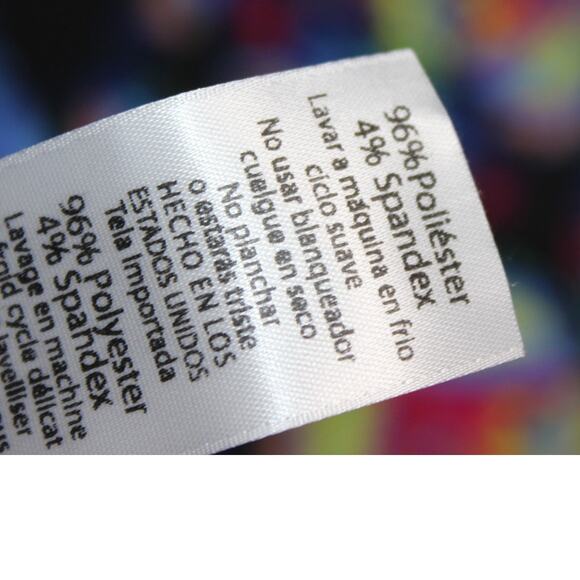 96% Poliéster
4% Spandex
Lavar a maquina en frio
ciclo suave
No usar blanqueador
cuelgue en seco
No planchar
o estarás triste
HECHO EN LOS
ESTADOS UNIDOS
Tela Importada
96% Polyester
4% Spandex
Lavage en machine
froid cycle délicat